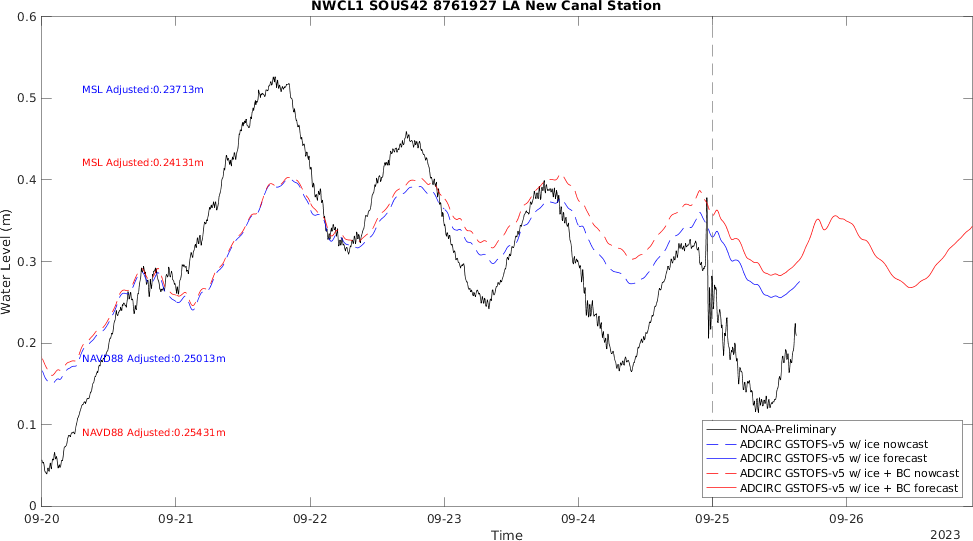 NWCL1 SOUS42 8761927 LA New Canal Station
0.6
0.5
0.4
0.3
0.2
0.1
0
Water Level (m)
MSL Adjusted:0.23713m
MSL Adjusted:0.24131m
NAVD88 Adjusted:0.25013m
NAVD88 Adjusted:0.25431m
NOAA-Preliminary
ADCIRC GSTOFS-v5 w/ ice nowcast
ADCIRC GSTOFS-v5 w/ ice forecast
ADCIRC GSTOFS-v5 w/ ice + BC nowcast
ADCIRC GSTOFS-v5 w/ ice + BC forecast
09-20 09-21 09-22 09-23 09-24 09-25 09-26
Time
2023